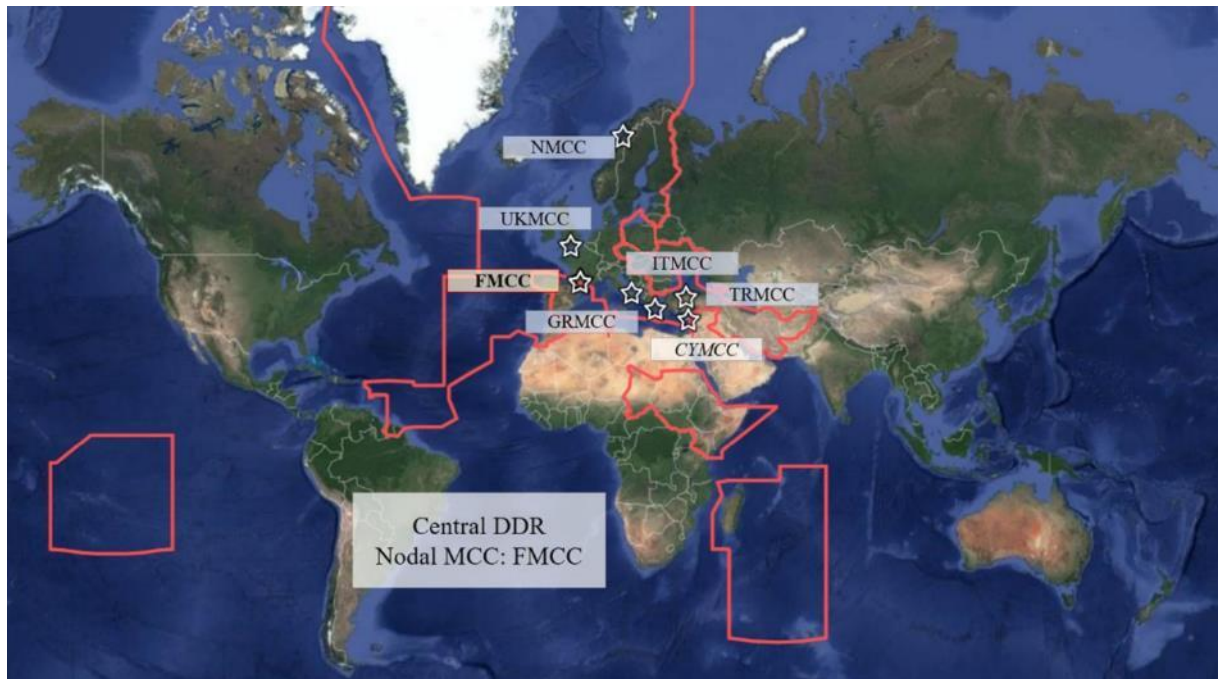 NMCC
UKMCC
ITMCC
FMCC
TRMCC
GRMCC
CYMCC
Central DDR
Nodal MCC: FMCC